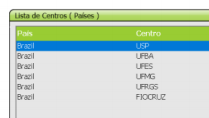 Lista de Centros ( Países )
País Centro
Brazil USP
Brazil UFBA
Brazil UFES
Brazil UFMG
Brazil UFRGS
Brazil FIOCRUZ